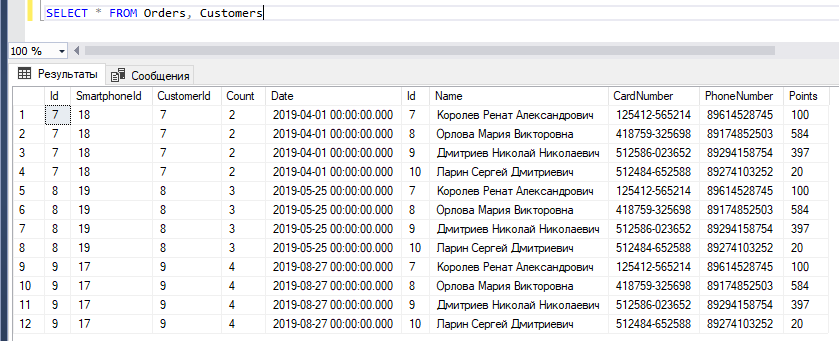 SELECT * FROM Orders, Customers
100 %
Результаты Сообщения
Id SmartphoneId CustomerId Count Date Id Name CardNumber PhoneNumber Points
1 7 18 7 2 2019-04-01 00:00:00.000 7 Королев Ренат Александрович 125412-565214 89614528745 100
2 7 18 7 2 2019-04-01 00:00:00.000 8 Орлова Мария Викторовна 418759-325698 89174852503 584
3 7 18 7 2 2019-04-01 00:00:00.000 9 Дмитриев Николай Николаевич 512586-023652 89294158754 397
4 7 18 7 2 2019-04-01 00:00:00.000 10 Ларин Сергей Дмитриевич 512484-652588 89274103252 20
5 8 19 8 3 2019-05-25 00:00:00.000 7 Королев Ренат Александрович 125412-565214 89614528745 100
6 8 19 8 3 2019-05-25 00:00:00.000 8 Орлова Мария Викторовна 418759-325698 89174852503 584
7 8 19 8 3 2019-05-25 00:00:00.000 9 Дмитриев Николай Николаевич 512586-023652 89294158754 397
8 8 19 8 3 2019-05-25 00:00:00.000 10 Ларин Сергей Дмитриевич 512484-652588 89274103252 20
9 9 17 9 4 2019-08-27 00:00:00.000 7 Королев Ренат Александрович 125412-565214 89614528745 100
10 9 17 9 4 2019-08-27 00:00:00.000 8 Орлова Мария Викторовна 418759-325698 89174852503 584
11 9 17 9 4 2019-08-27 00:00:00.000 9 Дмитриев Николай Николаевич 512586-023652 89294158754 397
12 9 17 9 4 2019-08-27 00:00:00.000 10 Ларин Сергей Дмитриевич 512484-652588 89274103252 20